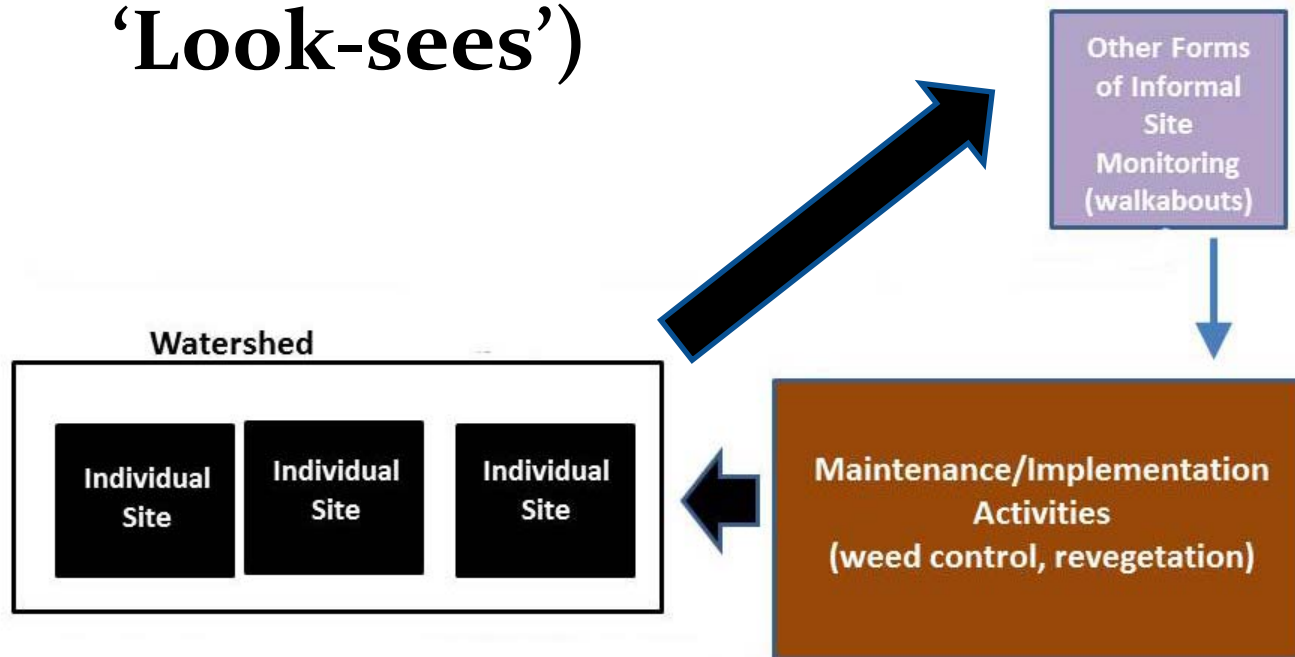 ‘Look-sees’)
Other Forms
of Informal
Site
Monitoring
(walkabouts)
Watershed
Individual
Site
Individual
Site
Individual
Site
Maintenance/Implementation
Activities
(weed control, revegetation)